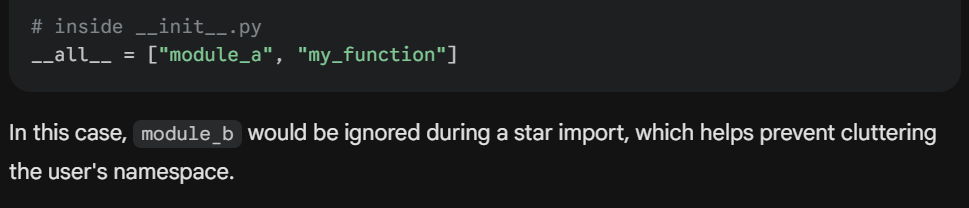 # inside __init__.py
__all__ = ["module_a", "my_function"]
In this case, module_b would be ignored during a star import, which helps prevent cluttering
the user's namespace.